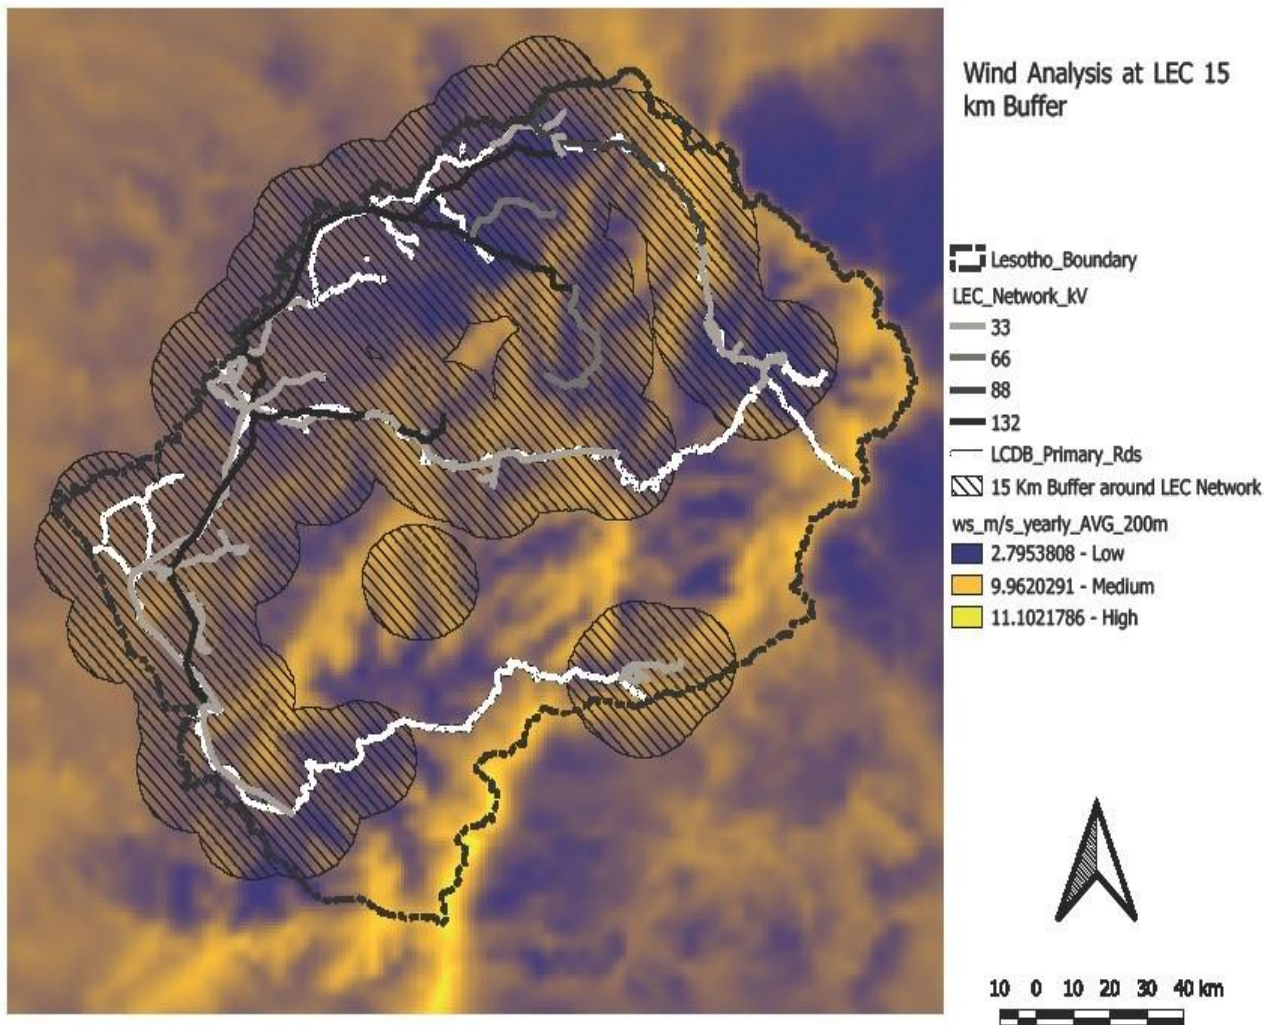 Wind Analysis at LEC 15
km Buffer
Lesotho_Boundary
LEC_Network_kV
33
66
88
132
LCDB_Primary_Rds
15 Km Buffer around LEC Network
ws_m/s_yearly_AVG_200m
2.7953808 - Low
9.9620291 - Medium
11.1021786 - High
10 0 10 20 30 40 km